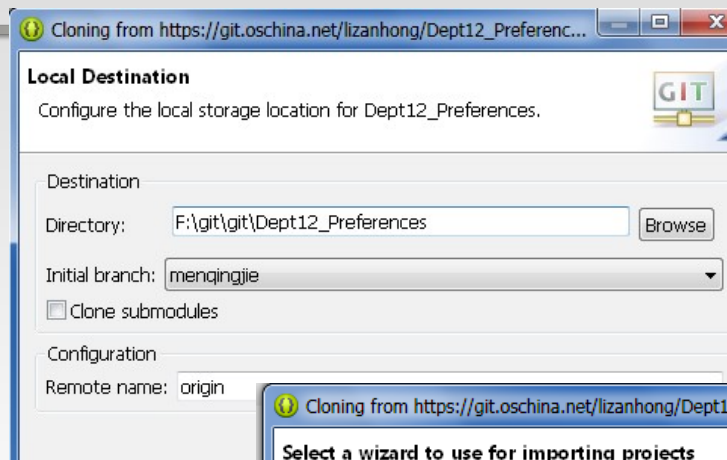 Cloning from https://git.oschina.net/lizanhong/Dept12_Preferenc...
Local Destination
Configure the local storage location for Dept12_Preferences.
GIT
Destination
Directory: F:\git\git\Dept12_Preferences Browse
Initial branch: menqingjie
Clone submodules
Configuration
Remote name: origin
Cloning from https://git.oschina.net/lizanhong/Dept1
Select a wizard to use for importing projects